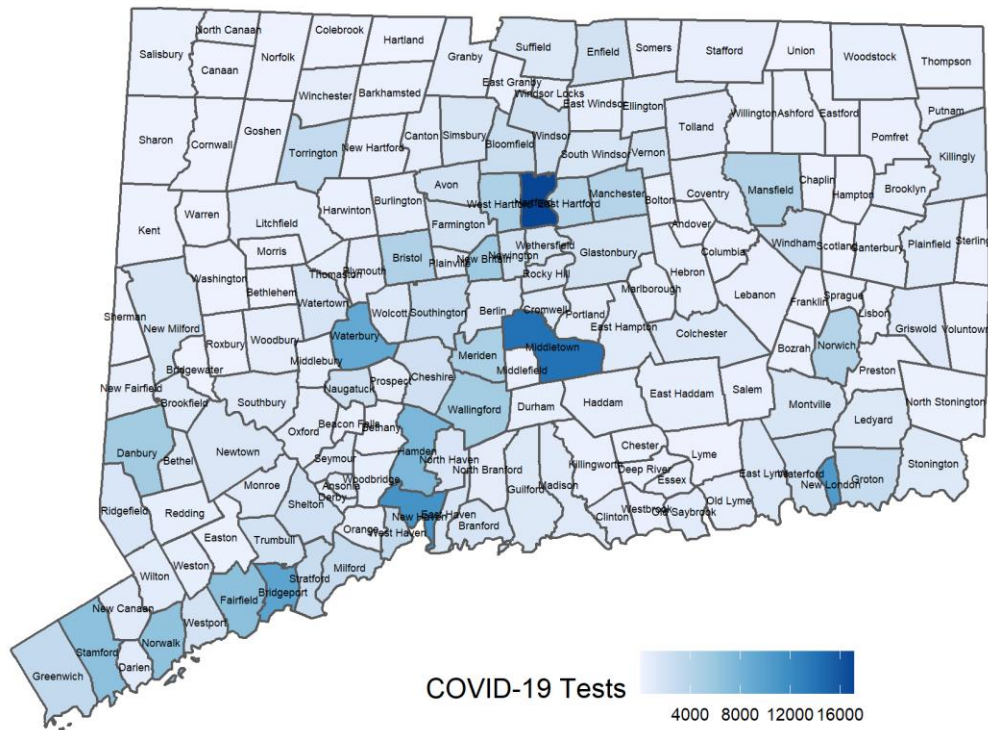 North Canaan
Colebrook
Hartland
Suffield
Enfield
Somers
Stafford
Union
Woodstock
Thompson
Salisbury
Canaan
Norfolk
Granby
East Granby
Windsor Locks
Winchester
Barkhamsted
East Windsor
Ellington
Willington
Ashford
Eastford
Putnam
Sharon
Cornwall
Goshen
Torrington
New Hartford
Canton
Simsbury
Bloomfield
Windsor
South Windsor
Vernon
Tolland
Pomfret
Killingly
Avon
West Hartford
East Hartford
Manchester
Bolton
Coventry
Mansfield
Chaplin
Hampton
Brooklyn
Kent
Warren
Litchfield
Harwinton
Burlington
Farmington
Wethersfield
Glastonbury
Andover
Columbia
Windham
Scotland
Canterbury
Plainfield
Sterling
Morris
Washington
Bethlehem
Thomaston
Plymouth
Bristol
Plainville
New Britain
Newington
Rocky Hill
Marlborough
Hebron
Lebanon
Franklin
Sprague
Lisbon
Griswold
Voluntown
Sherman
New Milford
Roxbury
Woodbury
Watertown
Waterbury
Wolcott
Southington
Berlin
Cromwell
Portland
East Hampton
Colchester
Bozrah
Norwich
Preston
Bridgewater
Middlebury
Meriden
Middletown
Middlefield
New Fairfield
Brookfield
Southbury
Naugatuck
Prospect
Cheshire
Wallingford
Durham
Haddam
East Haddam
Salem
Montville
Ledyard
North Stonington
Danbury
Bethel
Newtown
Oxford
Beacon Falls
Bethany
Hamden
North Haven
Seymour
Woodbridge
North Branford
Guilford
Madison
Killingworth
Chester
Deep River
Essex
Lyme
East Lyme
Waterford
New London
Groton
Stonington
Ridgefield
Redding
Monroe
Shelton
Ansonia
Derby
Orange
New Haven
East Haven
West Haven
Branford
Clinton
Westbrook
Old Saybrook
Old Lyme
Easton
Trumbull
Stratford
Milford
Wilton
Weston
Fairfield
Bridgeport
New Canaan
Westport
Norwalk
Stamford
Darien
Greenwich
COVID-19 Tests
4000 8000 12000 16000